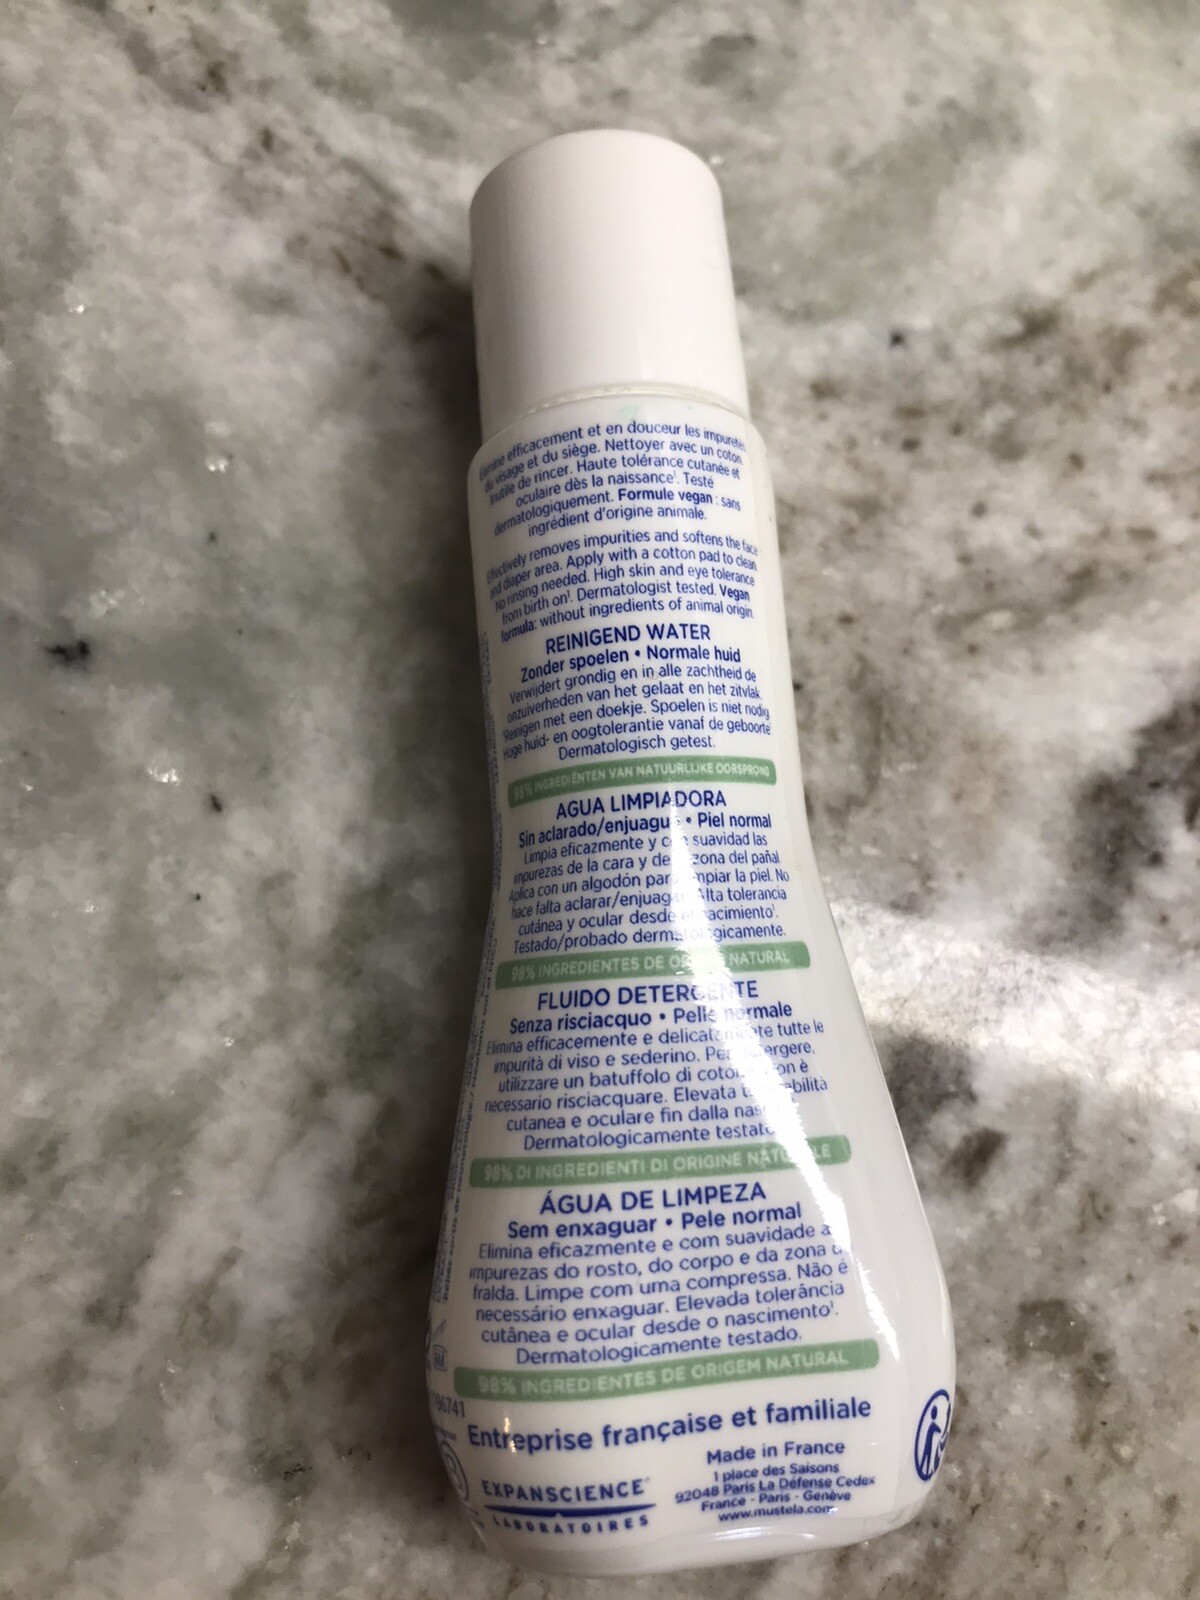 efficacement et en douceur les impuretés
du visage et du siège. Nettoyer avec un coton
Inutile de rincer. Haute tolérance cutanée et
oculaire dès la naissance¹. Testé
dermatologiquement. Formule vegan : sans
ingrédient d'origine animale.
Effectively removes impurities and softens the face
and diaper area. Apply with a cotton pad to clean
No rinsing needed. High skin and eye tolerance
from birth on¹. Dermatologist tested. Vegan
formula: without ingredients of animal origin
REINIGEND WATER
Zonder spoelen • Normale huid
Verwijdert grondig en in alle zachtheid de
onzuiverheden van het gelaat en het zitvlak
Reinigen met een doekje. Spoelen is niet nodig
Hoge huid- en oogtolerantie vanaf de geboorte
Dermatologisch getest.
98% INGREDIËNTEN VAN NATUURLIJKE OORSPRONG
AGUA LIMPIADORA
Sin aclarado/enjuague • Piel normal
Limpia eficazmente y con suavidad las
impurezas de la cara y de zona del pañal
Aplica con un algodón para limpiar la piel. No
hace falta aclarar/enjuagar Alta tolerancia
cutánea y ocular desde el nacimiento¹.
Testado/probado dermatológicamente.
98% INGREDIENTES DE ORIGEN NATURAL
FLUIDO DETERGENTE
Senza risciacquo • Pelle normale
Elimina efficacemente e delicatamente tutte le
impurità di viso e sederino. Per detergere,
utilizzare un batuffolo di cotone non è
necessario risciacquare. Elevata
cutanea e oculare fin dalla
Dermatologicamente testato
98% DI INGREDIENTI DI ORIGINE NATURALE
ÁGUA DE LIMPEZA
Sem enxaguar • Pele normal
Elimina eficazmente e com suavidade a
impurezas do rosto, do corpo e da zona
fralda. Limpe com uma compressa. Não é
necessário enxaguar. Elevada tolerância
cutânea e ocular desde o nascimento¹.
Dermatologicamente testado.
98% INGREDIENTES DE ORIGEM NATURAL
Entreprise française et familiale
EXPANSCIENCE
LABORATOIRES
Made in France
1 place des Saisons
92048 Paris La Défense Cedex
France - Paris - Genève
www.mustela.com